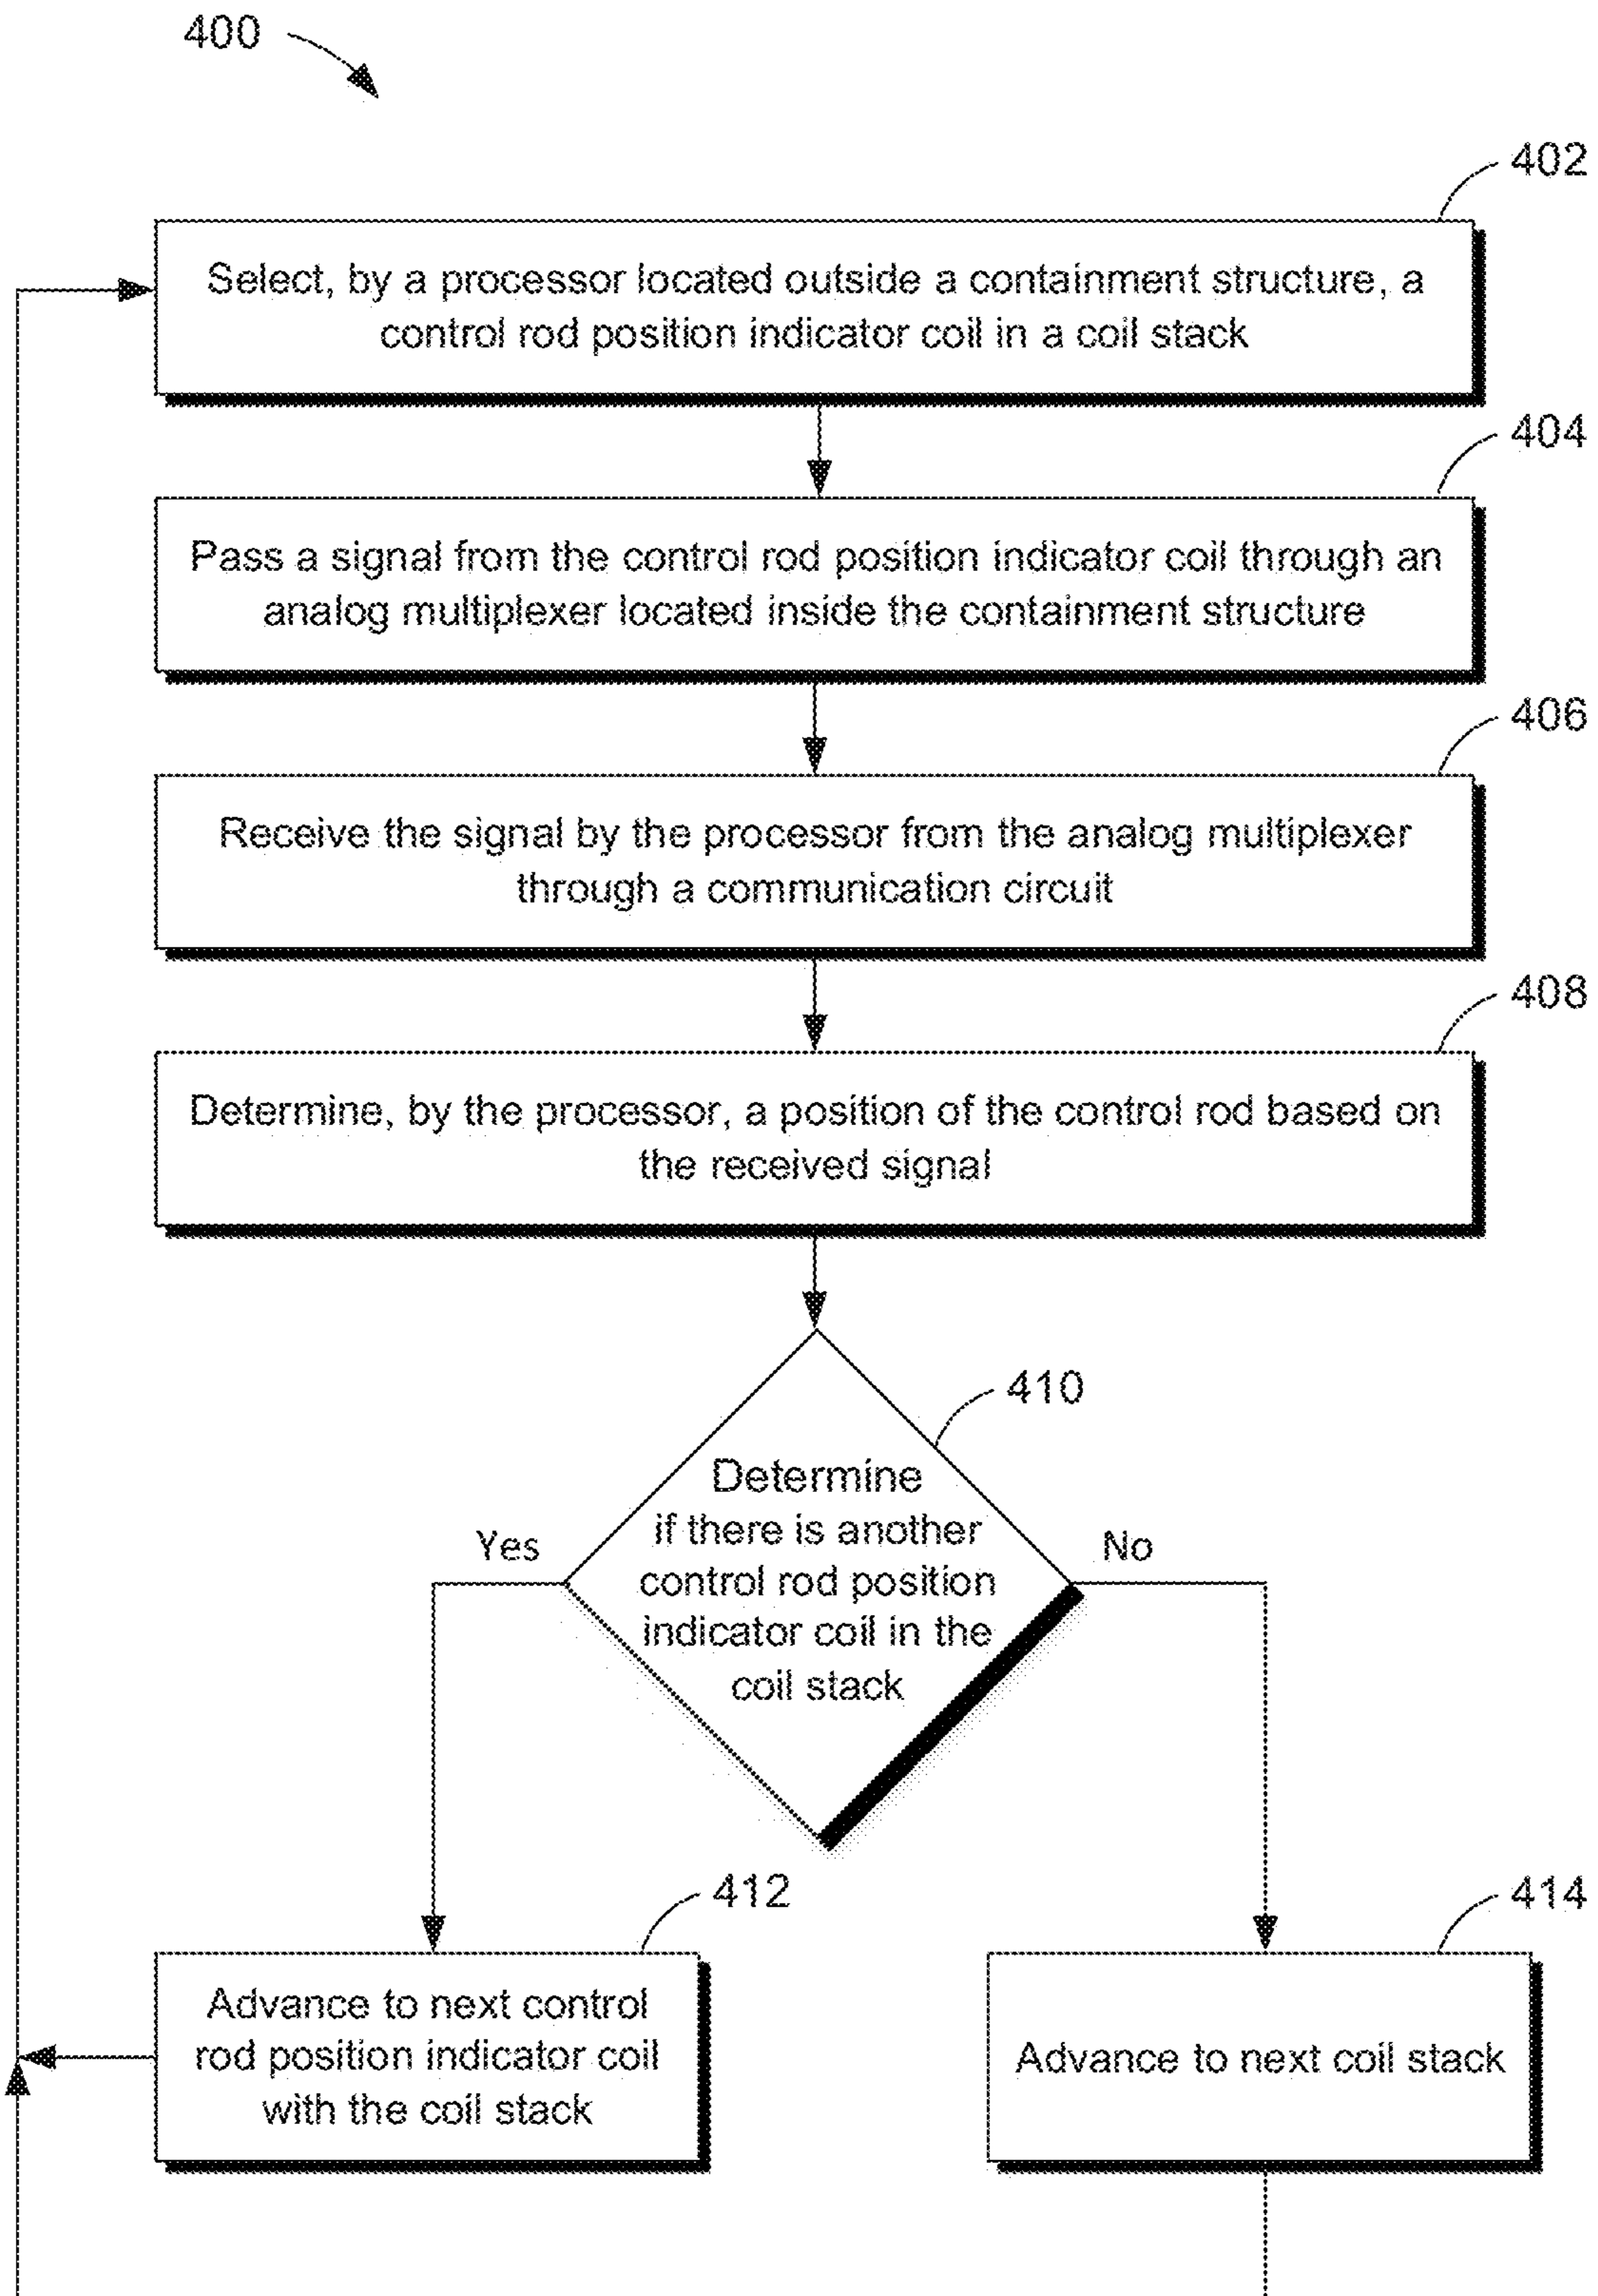 400
402
Select, by a processor located outside a containment structure, a
control rod position indicator coil in a coil stack
404
Pass a signal from the control rod position indicator coil through an
analog multiplexer located inside the containment structure
406
Receive the signal by the processor from the analog multiplexer
through a communication circuit
408
Determine, by the processor, a position of the control rod based on
the received signal
410
Determine
if there is another
control rod position
indicator coil in the
coil stack
Yes
No
412
Advance to next control
rod position indicator coil
with the coil stack
414
Advance to next coil stack